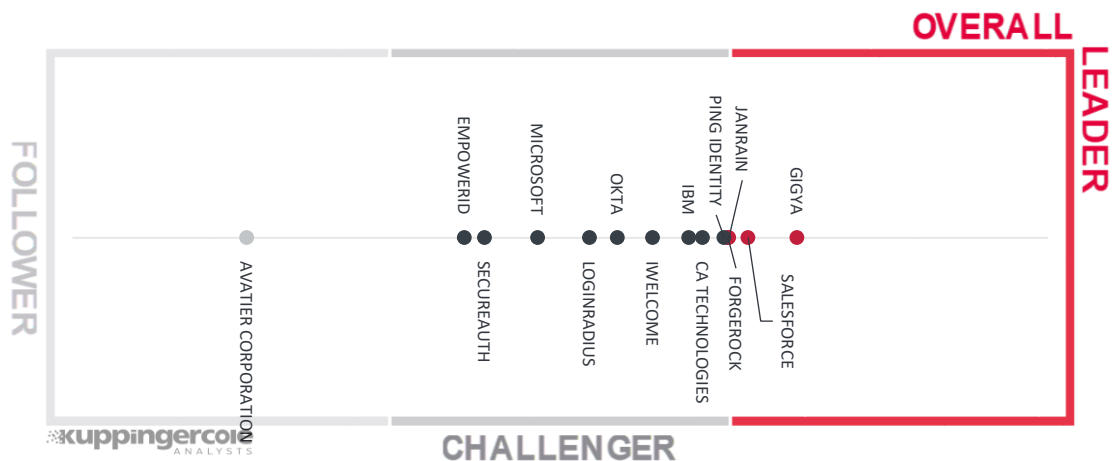 OVERALL
LEADER
FOLLOWER
CHALLENGER
EMPOWERID
MICROSOFT
OKTA
IBM
PING IDENTITY
JANRAIN
GIGYA
AVATIER CORPORATION
SECUREAUTH
LOGINRADIUS
IWELCOME
CA TECHNOLOGIES
FORGEROCK
SALESFORCE
kuppingercole
ANALYSTS